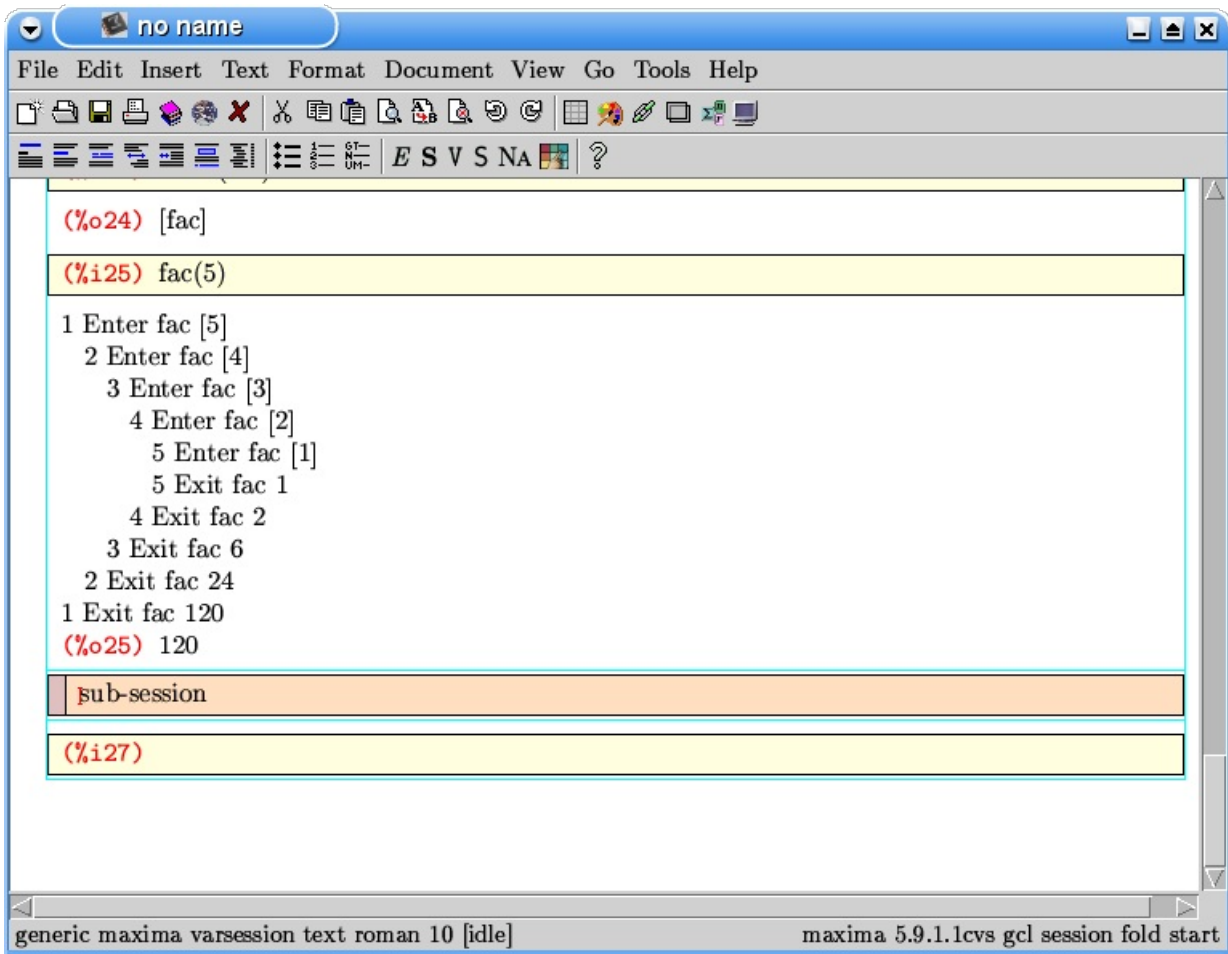 no name
File Edit Insert Text Format Document View Go Tools Help
E S V S NA ?
(%o24) [fac]
(%i25) fac(5)
1 Enter fac [5]
2 Enter fac [4]
3 Enter fac [3]
4 Enter fac [2]
5 Enter fac [1]
5 Exit fac 1
4 Exit fac 2
3 Exit fac 6
2 Exit fac 24
1 Exit fac 120
(%o25) 120
sub-session
(%i27)
generic maxima varsession text roman 10 [idle] maxima 5.9.1.1cvs gcl session fold start